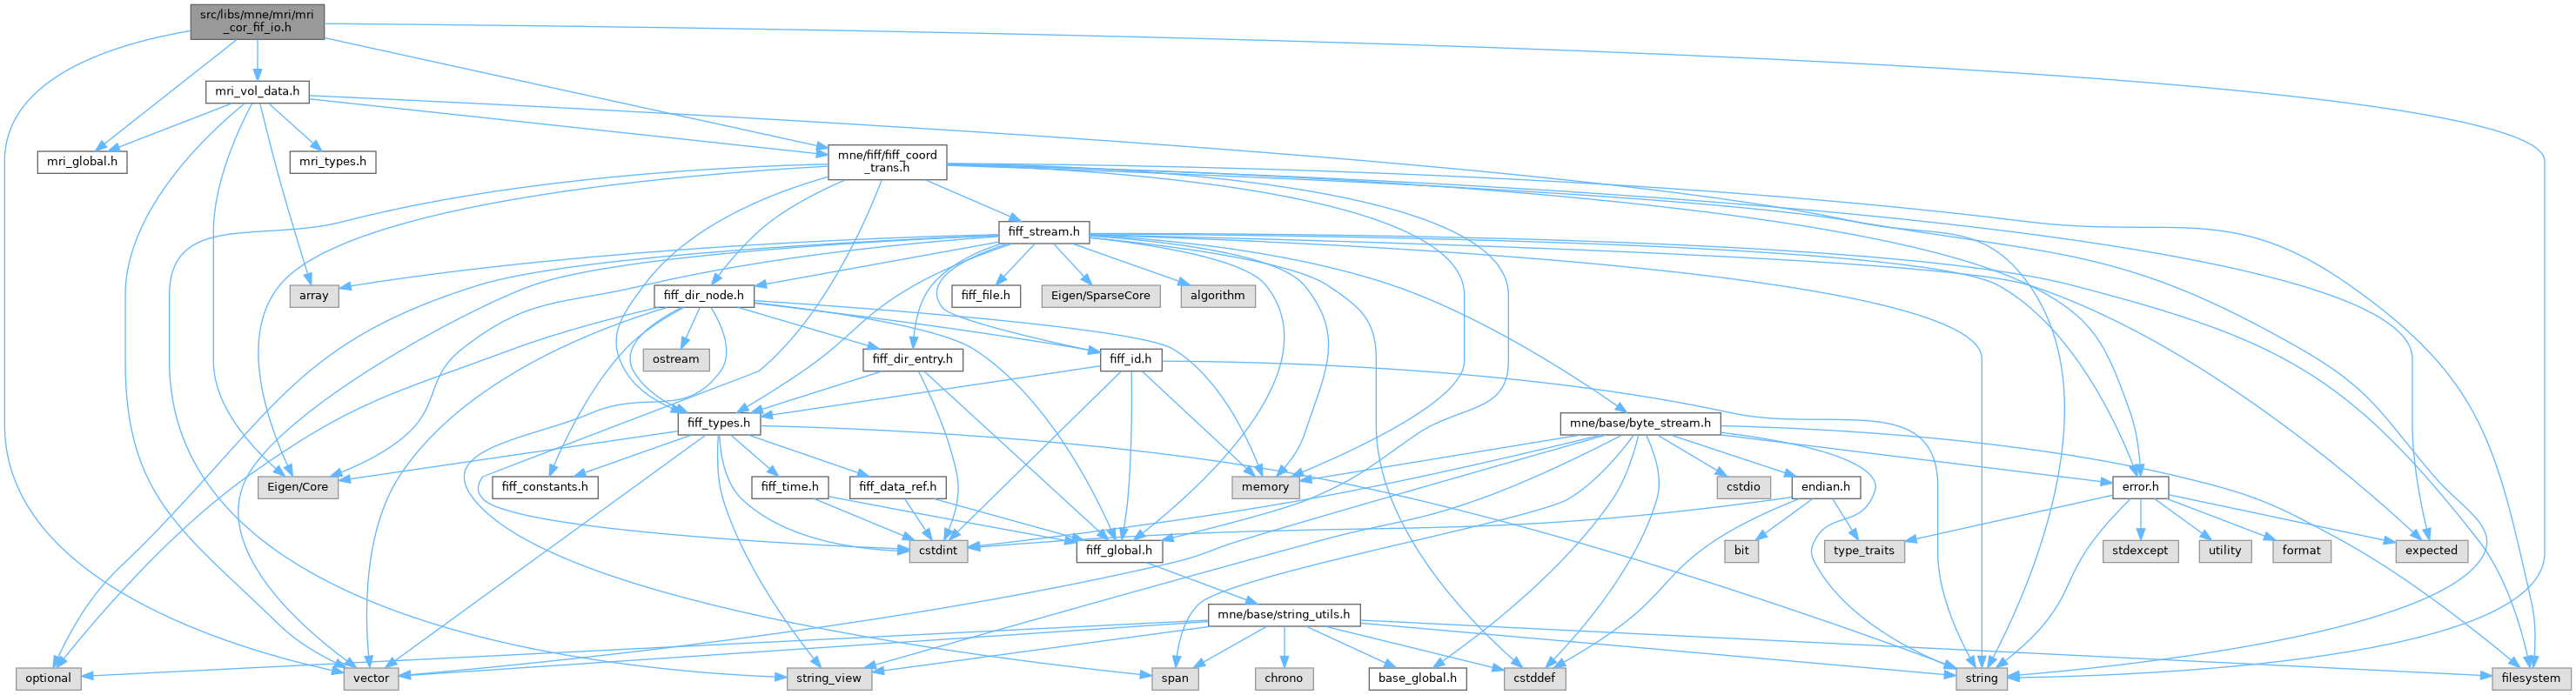 src/libs/mne/mri/mri
_cor_fif_io.h
mri_vol_data.h
mri_global.h
mri_types.h
mne/fiff/fiff_coord
_trans.h
fiff_stream.h
array
fiff_dir_node.h
fiff_file.h
Eigen/SparseCore
algorithm
ostream
fiff_dir_entry.h
fiff_id.h
fiff_types.h
mne/base/byte_stream.h
Eigen/Core
fiff_constants.h
fiff_time.h
fiff_data_ref.h
memory
cstdio
endian.h
error.h
cstdint
fiff_global.h
bit
type_traits
stdexcept
utility
format
expected
mne/base/string_utils.h
optional
vector
string_view
span
chrono
base_global.h
cstddef
string
filesystem